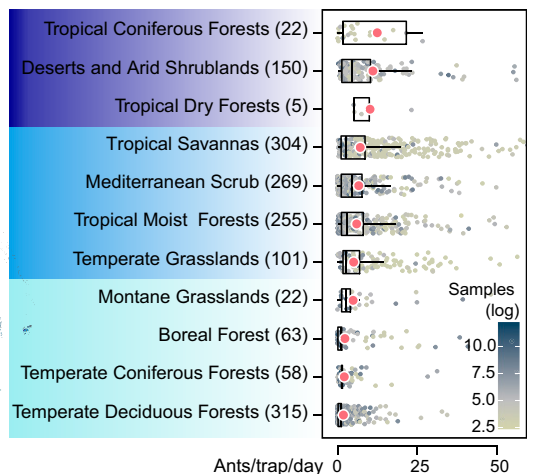 Tropical Coniferous Forests (22)
Deserts and Arid Shrublands (150)
Tropical Dry Forests (5)
Tropical Savannas (304)
Mediterranean Scrub (269)
Tropical Moist Forests (255)
Temperate Grasslands (101)
Montane Grasslands (22)
Boreal Forest (63)
Temperate Coniferous Forests (58)
Temperate Deciduous Forests (315)
Samples
(log)
10.0
7.5
5.0
2.5
Ants/trap/day
0
25
50